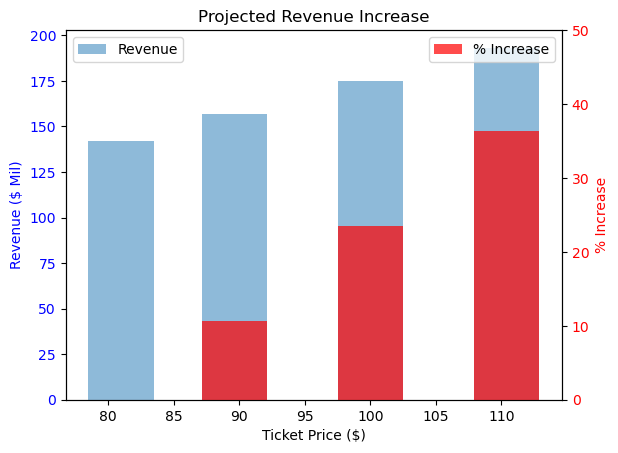 Projected Revenue Increase
Revenue
% Increase
200
175
150
125
100
75
50
25
0
Revenue ($ Mil)
50
40
30
20
10
0
% Increase
80 85 90 95 100 105 110
Ticket Price ($)